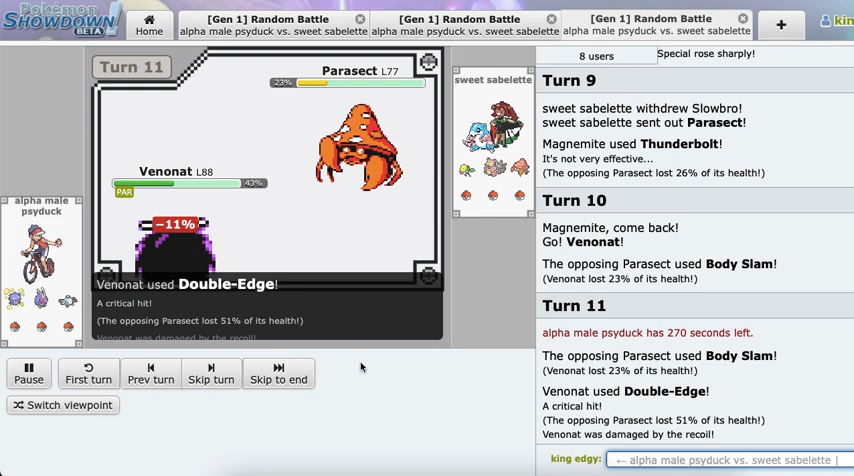 Pokémon
SHOWDOWN!
BETA
Home
[Gen 1] Random Battle
alpha male psyduck vs. sweet sabelette
[Gen 1] Random Battle
alpha male psyduck vs. sweet sabelette
[Gen 1] Random Battle
alpha male psyduck vs. sweet sabelette
+
Turn 11
Parasect L77
23%
Venonat L88
43%
PAR
-11%
Venonat used Double-Edge!
A critical hit!
(The opposing Parasect lost 51% of its health!)
Venonat was damaged by the recoil!
alpha male
psyduck
sweet sabelette
Pause
First turn
Prev turn
Skip turn
Skip to end
Switch viewpoint
8 users
Special rose sharply!
Turn 9
sweet sabelette withdrew Slowbro!
sweet sabelette sent out Parasect!
Magnemite used Thunderbolt!
It's not very effective...
(The opposing Parasect lost 26% of its health!)
Turn 10
Magnemite, come back!
Go! Venonat!
The opposing Parasect used Body Slam!
(Venonat lost 23% of its health!)
Turn 11
alpha male psyduck has 270 seconds left.
The opposing Parasect used Body Slam!
(Venonat lost 23% of its health!)
Venonat used Double-Edge!
A critical hit!
(The opposing Parasect lost 51% of its health!)
Venonat was damaged by the recoil!
king edgy:
← alpha male psyduck vs. sweet sabelette |